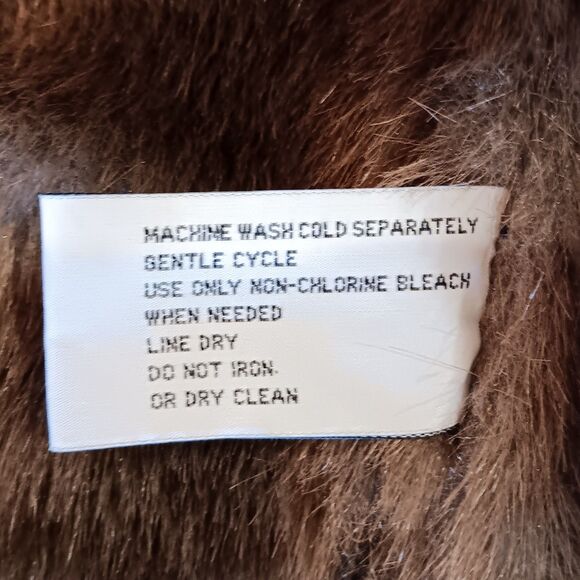 MACHINE WASH COLD SEPARATELY
GENTLE CYCLE
USE ONLY NON-CHLORINE BLEACH
WHEN NEEDED
LINE DRY
DO NOT IRON.
OR DRY CLEAN